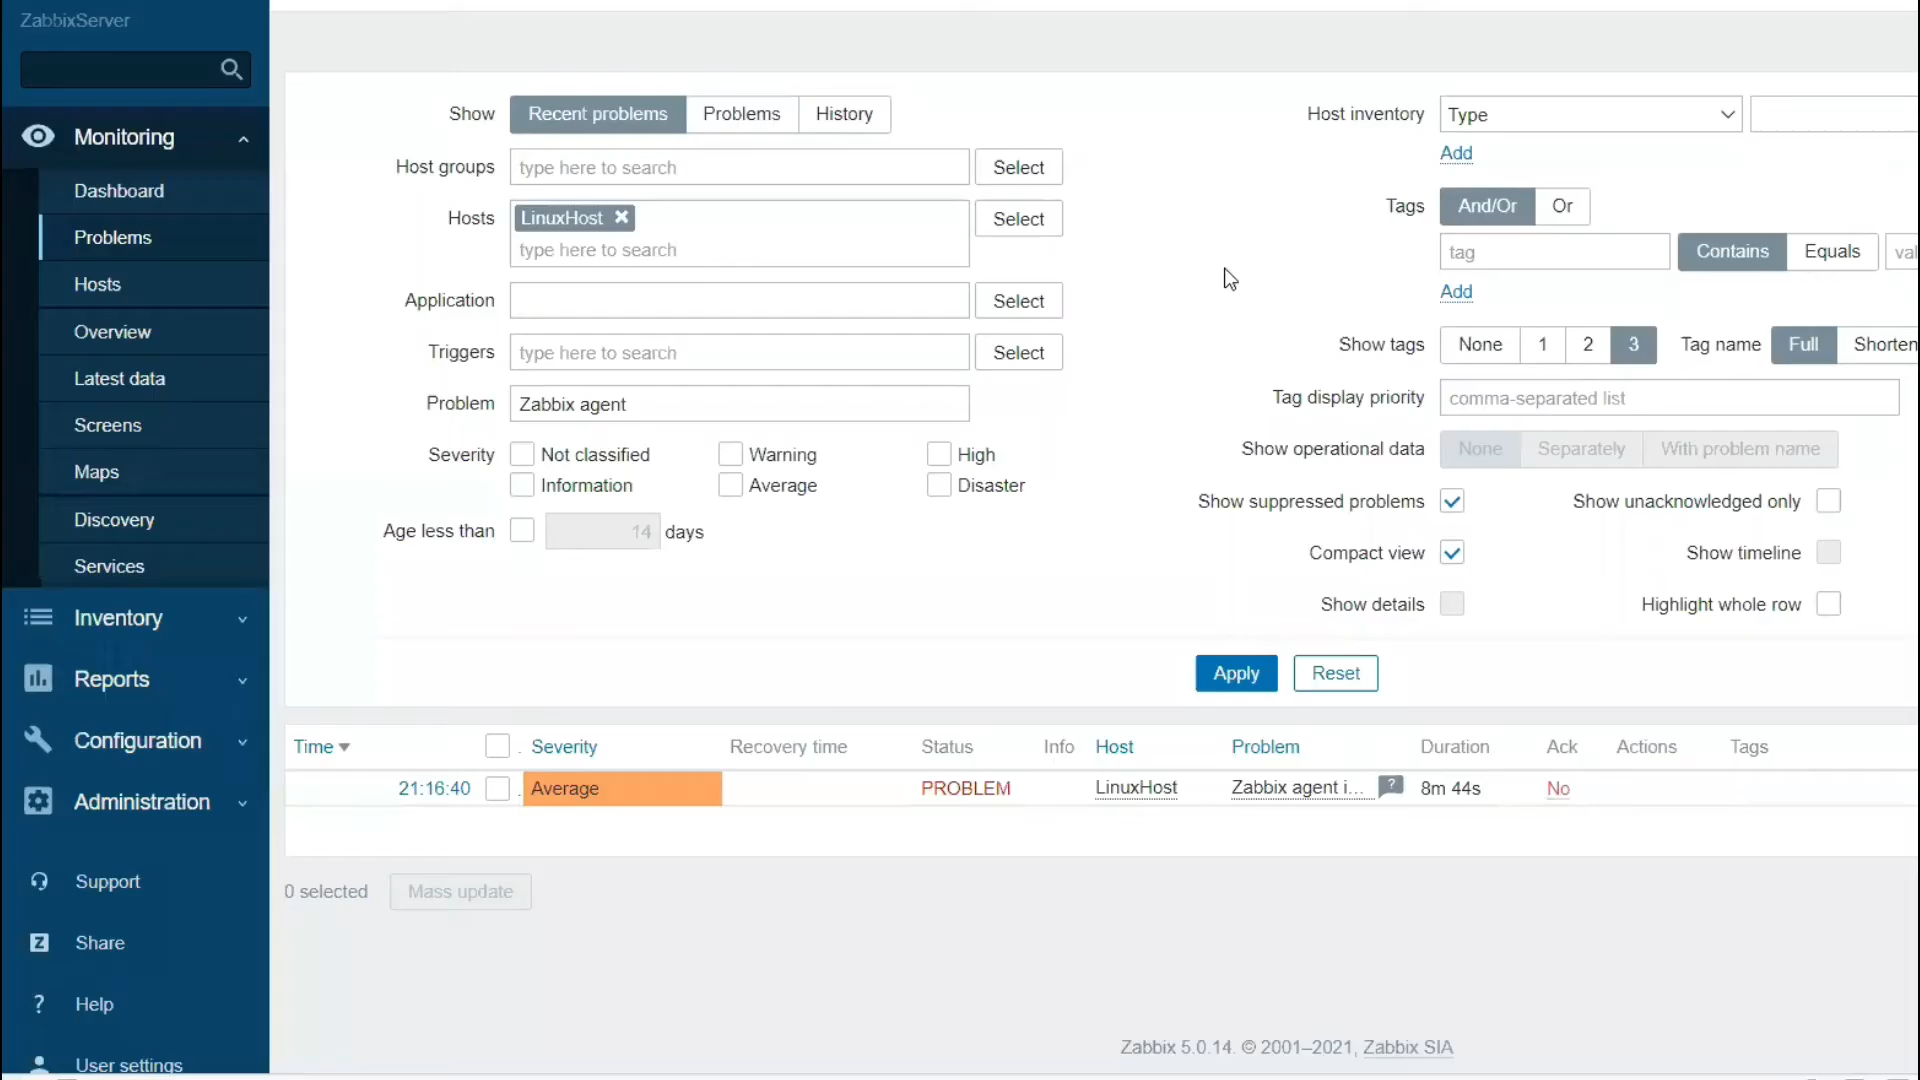 ZabbixServer
Monitoring
Dashboard
Problems
Hosts
Overview
Latest data
Screens
Maps
Discovery
Services
Inventory
Reports
Configuration
Administration
Support
Share
Help
User settings
Show Recent problems Problems History
Host groups type here to search Select
Hosts LinuxHost Select
type here to search
Application Select
Triggers type here to search Select
Problem Zabbix agent
Severity Not classified Warning High
Information Average Disaster
Age less than 14 days
Host inventory Type
Add
Tags And/Or Or
tag Contains Equals val
Add
Show tags None 1 2 3 Tag name Full Shorten
Tag display priority comma-separated list
Show operational data None Separately With problem name
Show suppressed problems Show unacknowledged only
Compact view Show timeline
Show details Highlight whole row
Apply Reset
Time Severity Recovery time Status Info Host Problem Duration Ack Actions Tags
21:16:40 Average PROBLEM LinuxHost Zabbix agent i... ? 8m 44s No
0 selected Mass update
Zabbix 5.0.14. © 2001–2021, Zabbix SIA